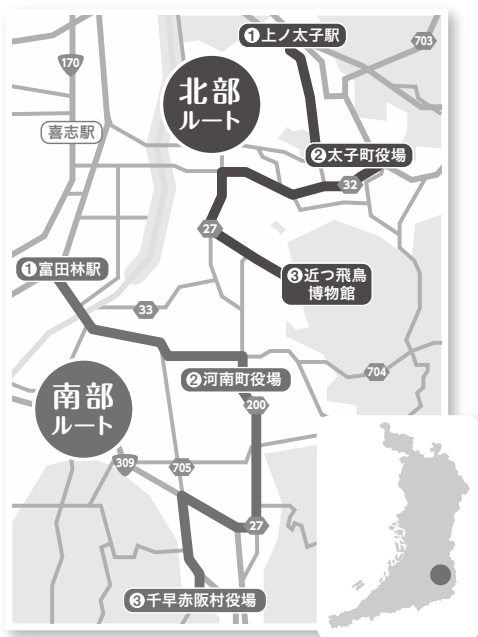 ❶上ノ太子駅
703
170
北部
ルート
喜志駅
❷太子町役場
32
27
❶富田林駅
❸近つ飛鳥
博物館
33
704
❷河南町役場
南部
ルート
200
309
705
27
❸千早赤阪村役場